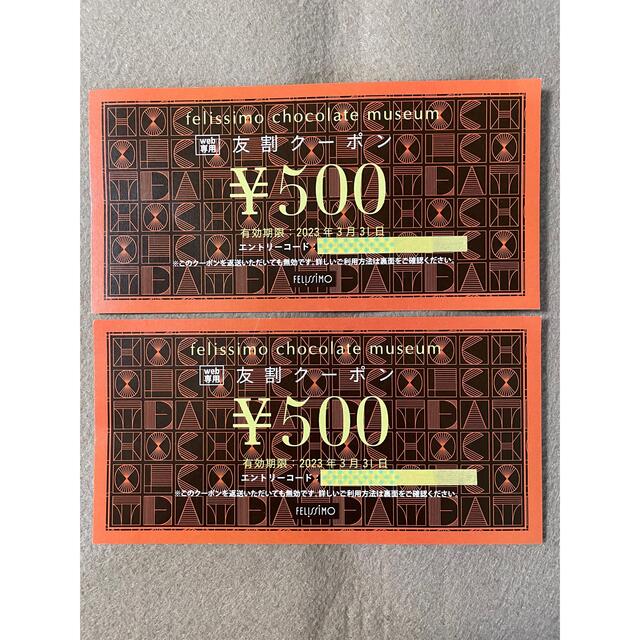 felissimo chocolate museum
web専用 友割クーポン
¥500
有効期限:2023年3月31日
エントリーコード:
※このクーポンを返送いただいても無効です。詳しいご利用方法は裏面をご確認ください。
FELISSIMO
felissimo chocolate museum
web専用 友割クーポン
¥500
有効期限:2023年3月31日
エントリーコード:
※このクーポンを返送いただいても無効です。詳しいご利用方法は裏面をご確認ください。
FELISSIMO